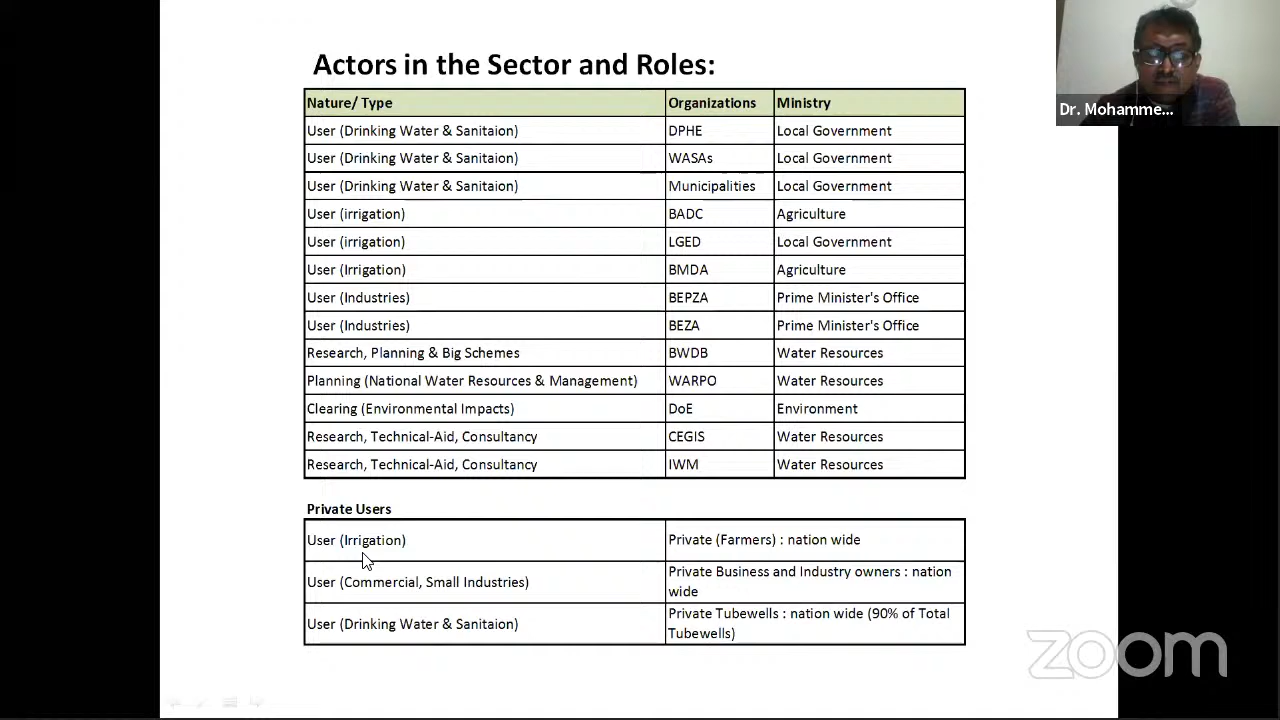 Actors in the Sector and Roles:
Nature/ Type Organizations Ministry
User (Drinking Water & Sanitaion) DPHE Local Government
User (Drinking Water & Sanitaion) WASAs Local Government
User (Drinking Water & Sanitaion) Municipalities Local Government
User (irrigation) BADC Agriculture
User (irrigation) LGED Local Government
User (Irrigation) BMDA Agriculture
User (Industries) BEPZA Prime Minister's Office
User (Industries) BEZA Prime Minister's Office
Research, Planning & Big Schemes BWDB Water Resources
Planning (National Water Resources & Management) WARPO Water Resources
Clearing (Environmental Impacts) DoE Environment
Research, Technical-Aid, Consultancy CEGIS Water Resources
Research, Technical-Aid, Consultancy IWM Water Resources
Private Users
User (Irrigation) Private (Farmers) : nation wide
User (Commercial, Small Industries) Private Business and Industry owners : nation
wide
User (Drinking Water & Sanitaion) Private Tubewells : nation wide (90% of Total
Tubewells)
Dr. Mohamme...
zoom